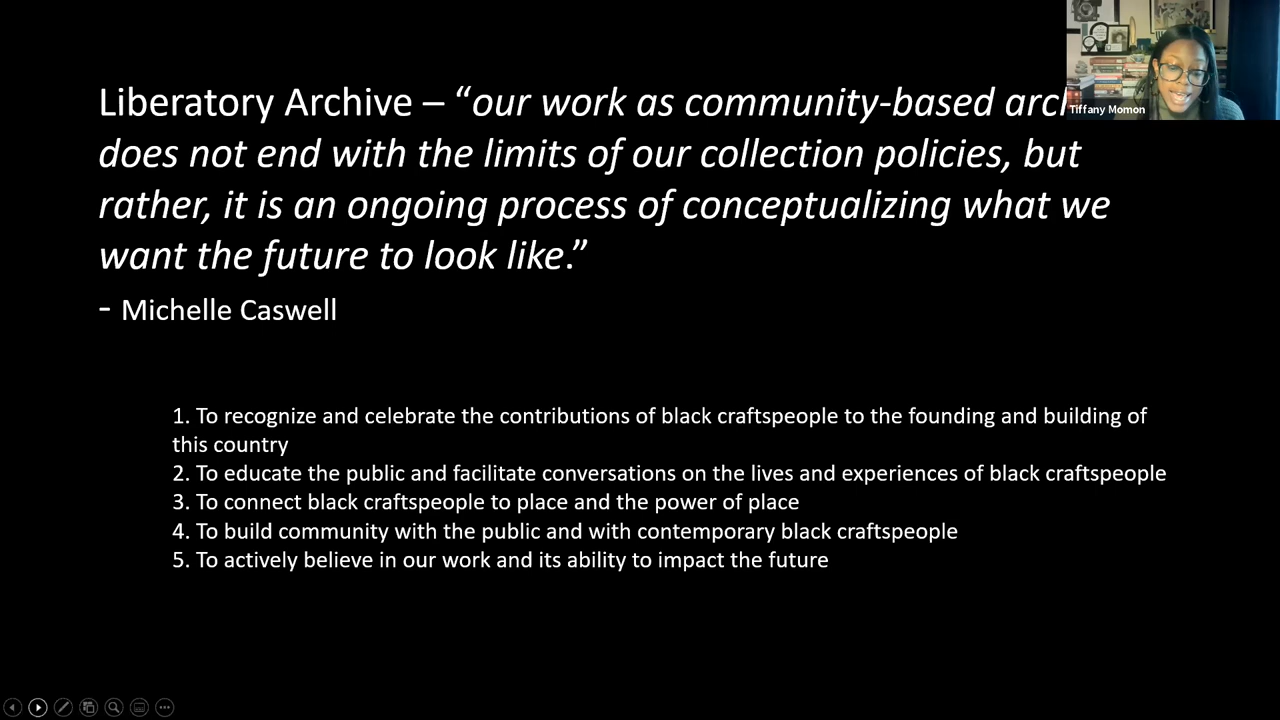 Liberatory Archive – “our work as community-based
does not end with the limits of our collection policies, but
rather, it is an ongoing process of conceptualizing what we
want the future to look like.”
- Michelle Caswell
1. To recognize and celebrate the contributions of black craftspeople to the founding and building of
this country
2. To educate the public and facilitate conversations on the lives and experiences of black craftspeople
3. To connect black craftspeople to place and the power of place
4. To build community with the public and with contemporary black craftspeople
5. To actively believe in our work and its ability to impact the future
Tiffany Momon